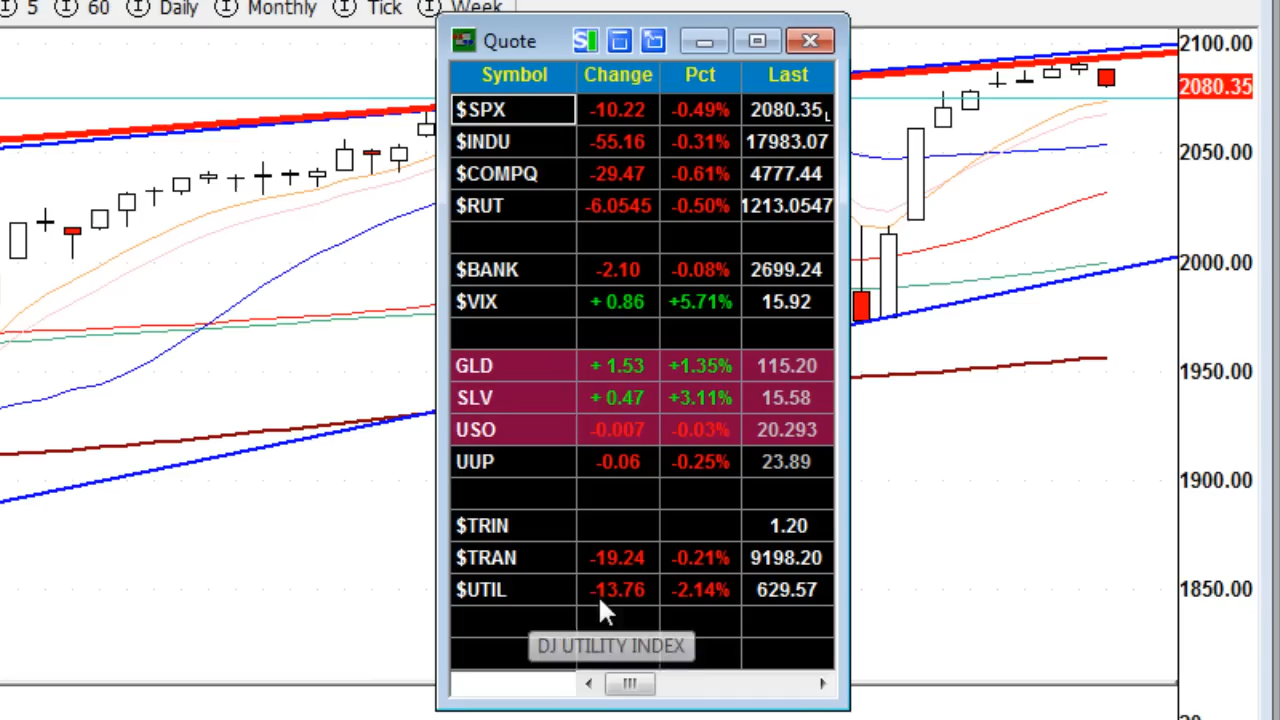 5 60 Daily Monthly Tick Week
Quote
Symbol Change Pct Last
$SPX -10.22 -0.49% 2080.35L
$INDU -55.16 -0.31% 17983.07
$COMPQ -29.47 -0.61% 4777.44
$RUT -6.0545 -0.50% 1213.0547
$BANK -2.10 -0.08% 2699.24
$VIX + 0.86 +5.71% 15.92
GLD + 1.53 +1.35% 115.20
SLV + 0.47 +3.11% 15.58
USO -0.007 -0.03% 20.293
UUP -0.06 -0.25% 23.89
$TRIN 1.20
$TRAN -19.24 -0.21% 9198.20
$UTIL -13.76 -2.14% 629.57
DJ UTILITY INDEX
2100.00
2080.35
2050.00
2000.00
1950.00
1900.00
1850.00